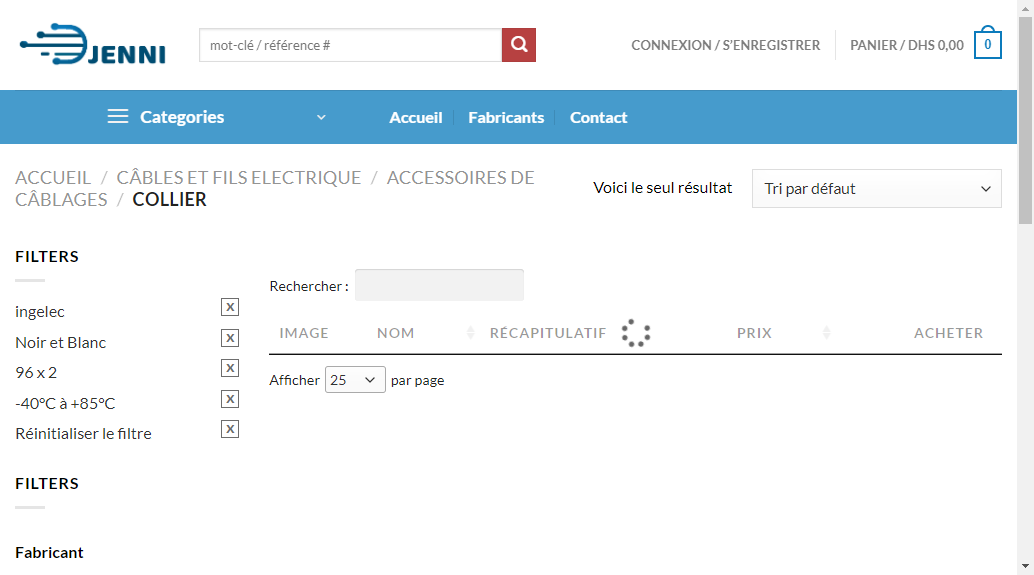 JENNI
mot-clé / référence #
CONNEXION / S'ENREGISTRER
PANIER / DHS 0,00
0
Categories
Accueil
Fabricants
Contact
ACCUEIL / CÂBLES ET FILS ELECTRIQUE / ACCESSOIRES DE
CÂBLAGES / COLLIER
Voici le seul résultat
Tri par défaut
FILTERS
ingelec X
Noir et Blanc X
96 x 2 X
-40°C à +85°C X
Réinitialiser le filtre X
FILTERS
Fabricant
Rechercher :
IMAGE NOM RÉCAPITULATIF PRIX ACHETER
Afficher 25 par page